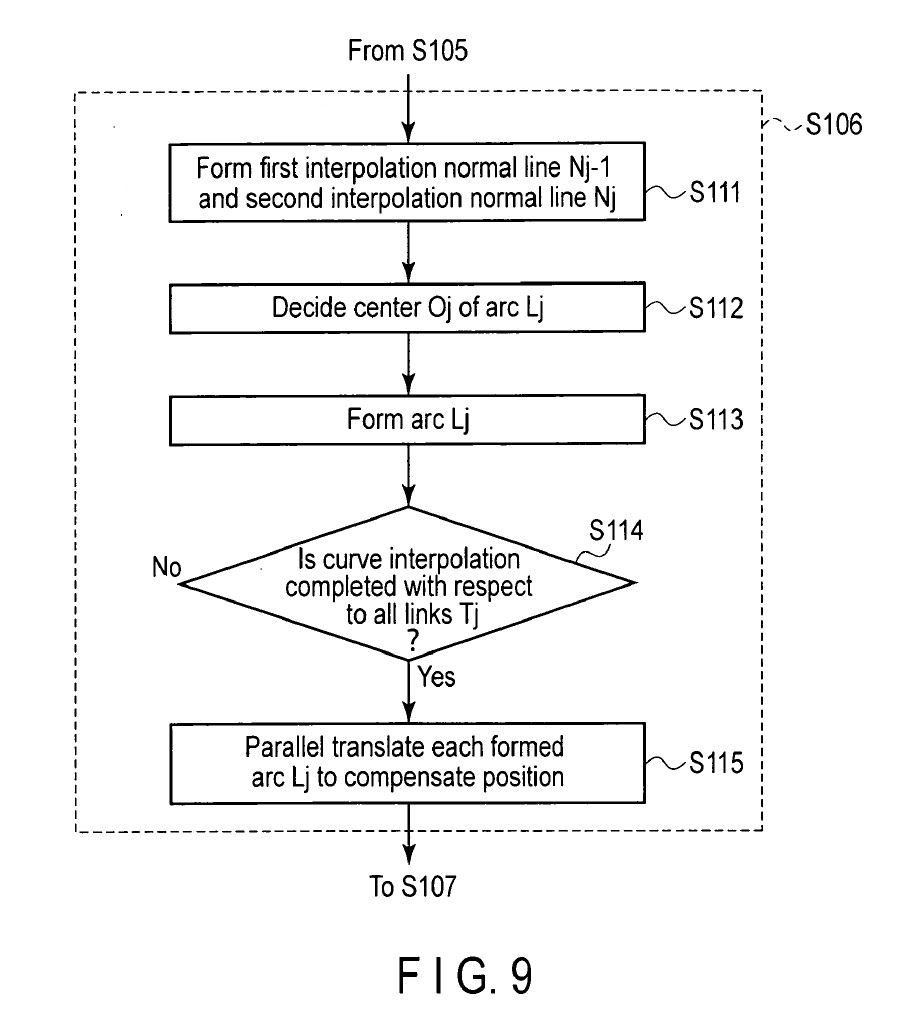 From S105
S106
Form first interpolation normal line Nj-1
and second interpolation normal line Nj
S111
Decide center Oj of arc Lj
S112
Form arc Lj
S113
S114
No
Is curve interpolation
completed with respect
to all links Tj
?
Yes
Parallel translate each formed
arc Lj to compensate position
S115
To S107
F I G. 9